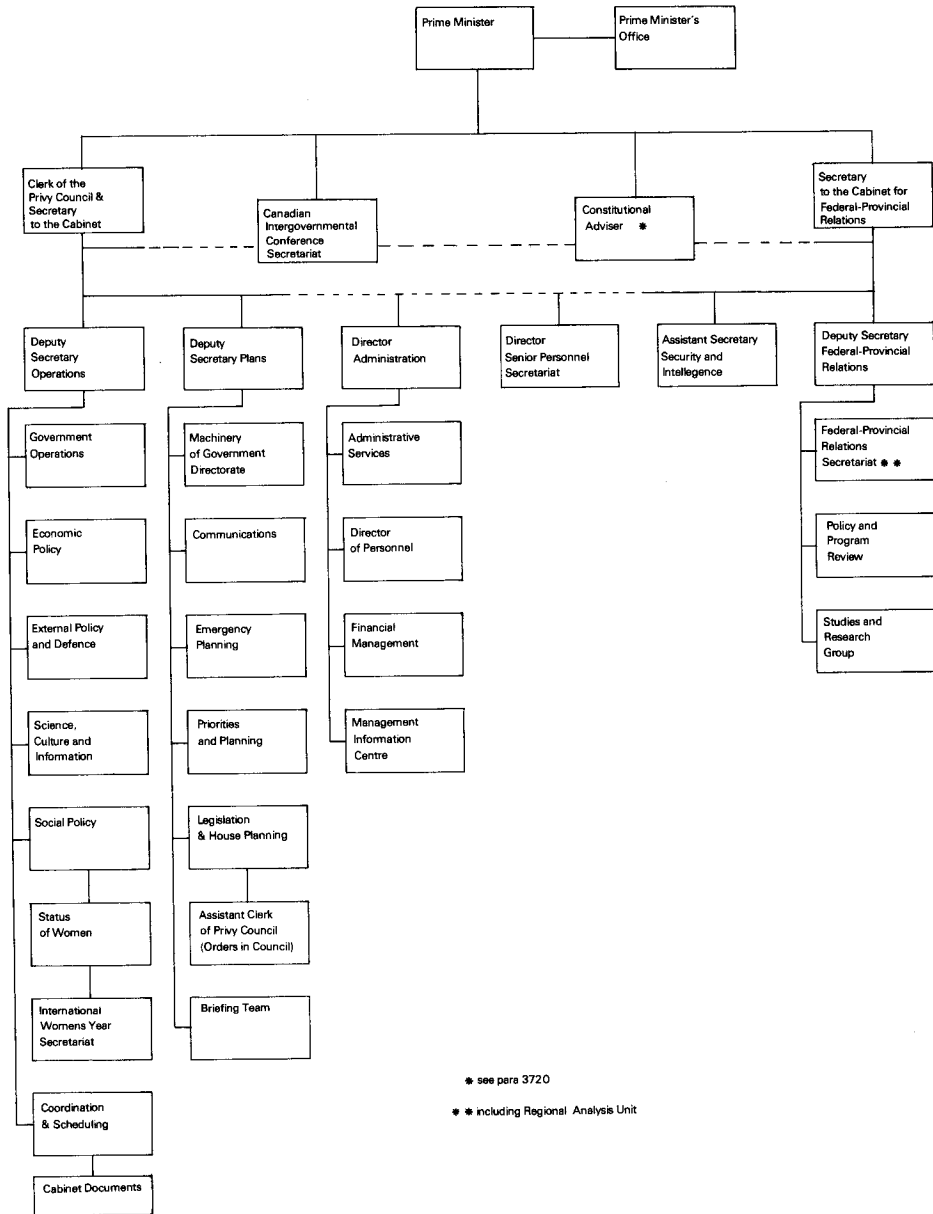 Prime Minister
Prime Minister's
Office
Clerk of the
Privy Council &
Secretary
to the Cabinet
Canadian
Intergovernmental
Conference
Secretariat
Constitutional
Adviser *
Secretary
to the Cabinet for
Federal-Provincial
Relations
Deputy
Secretary
Operations
Deputy
Secretary Plans
Director
Administration
Director
Senior Personnel
Secretariat
Assistant Secretary
Security and
Intellegence
Deputy Secretary
Federal-Provincial
Relations
Government
Operations
Economic
Policy
External Policy
and Defence
Science,
Culture and
Information
Social Policy
Status
of Women
International
Womens Year
Secretariat
Coordination
& Scheduling
Cabinet Documents
Machinery
of Government
Directorate
Communications
Emergency
Planning
Priorities
and Planning
Legislation
& House Planning
Assistant Clerk
of Privy Council
(Orders in Council)
Briefing Team
Administrative
Services
Director
of Personnel
Financial
Management
Management
Information
Centre
Federal-Provincial
Relations
Secretariat * *
Policy and
Program
Review
Studies and
Research
Group
* see para 3720
* * including Regional Analysis Unit